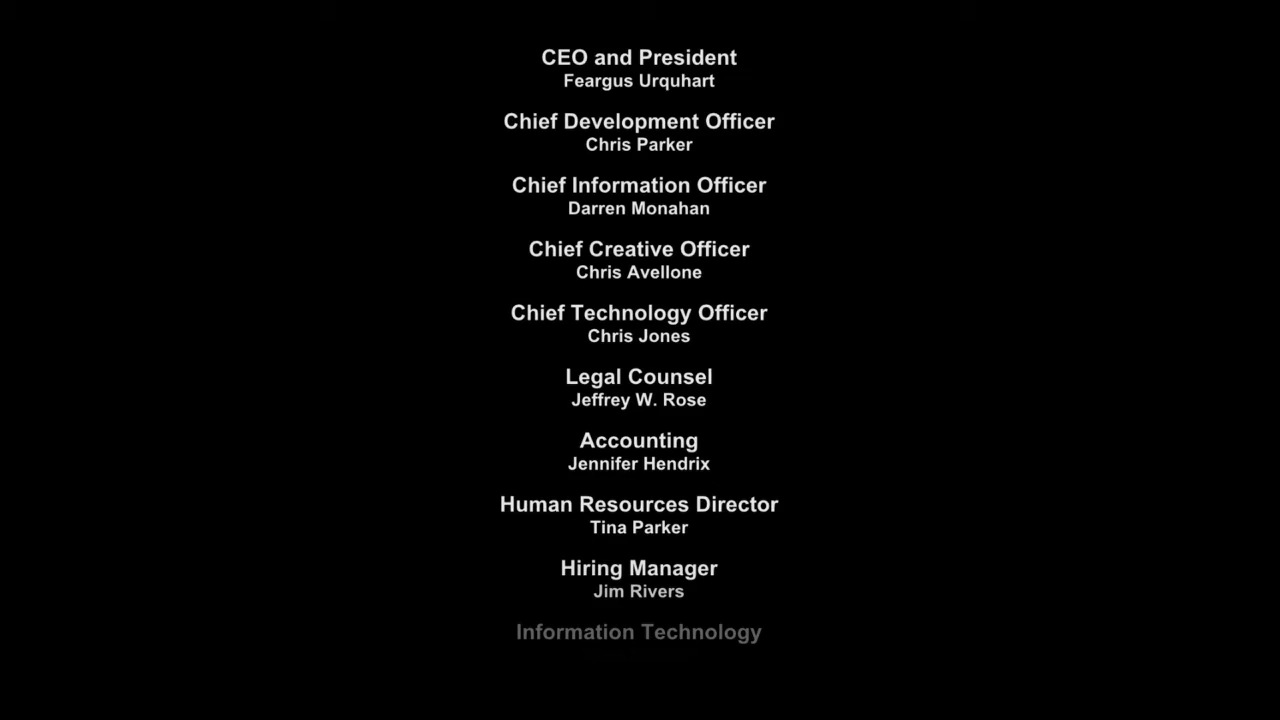 CEO and President
Feargus Urquhart
Chief Development Officer
Chris Parker
Chief Information Officer
Darren Monahan
Chief Creative Officer
Chris Avellone
Chief Technology Officer
Chris Jones
Legal Counsel
Jeffrey W. Rose
Accounting
Jennifer Hendrix
Human Resources Director
Tina Parker
Hiring Manager
Jim Rivers
Information Technology